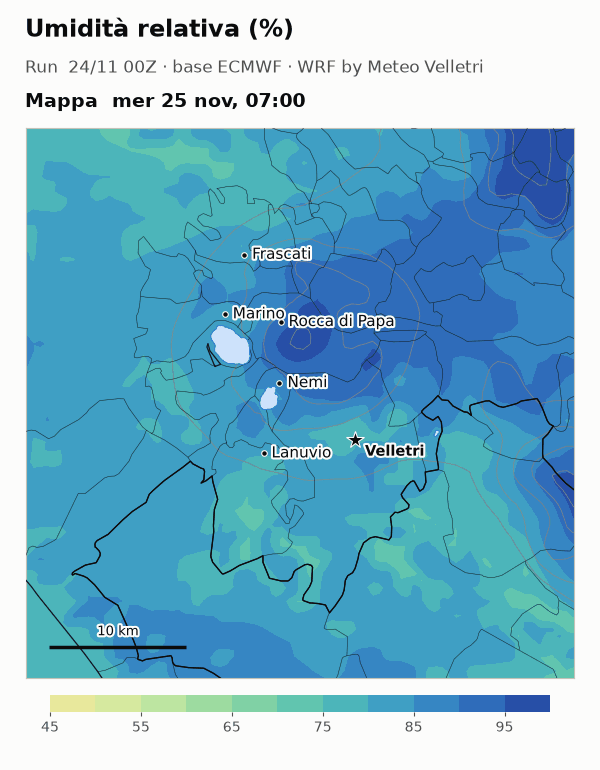 Umidità relativa (%)
Run  24/11 00Z · base ECMWF · WRF by Meteo Velletri
Mappa  mer 25 nov, 07:00
Frascati
Marino
Rocca di Papa
Nemi
Velletri
Lanuvio
10 km
45 55 65 75 85 95